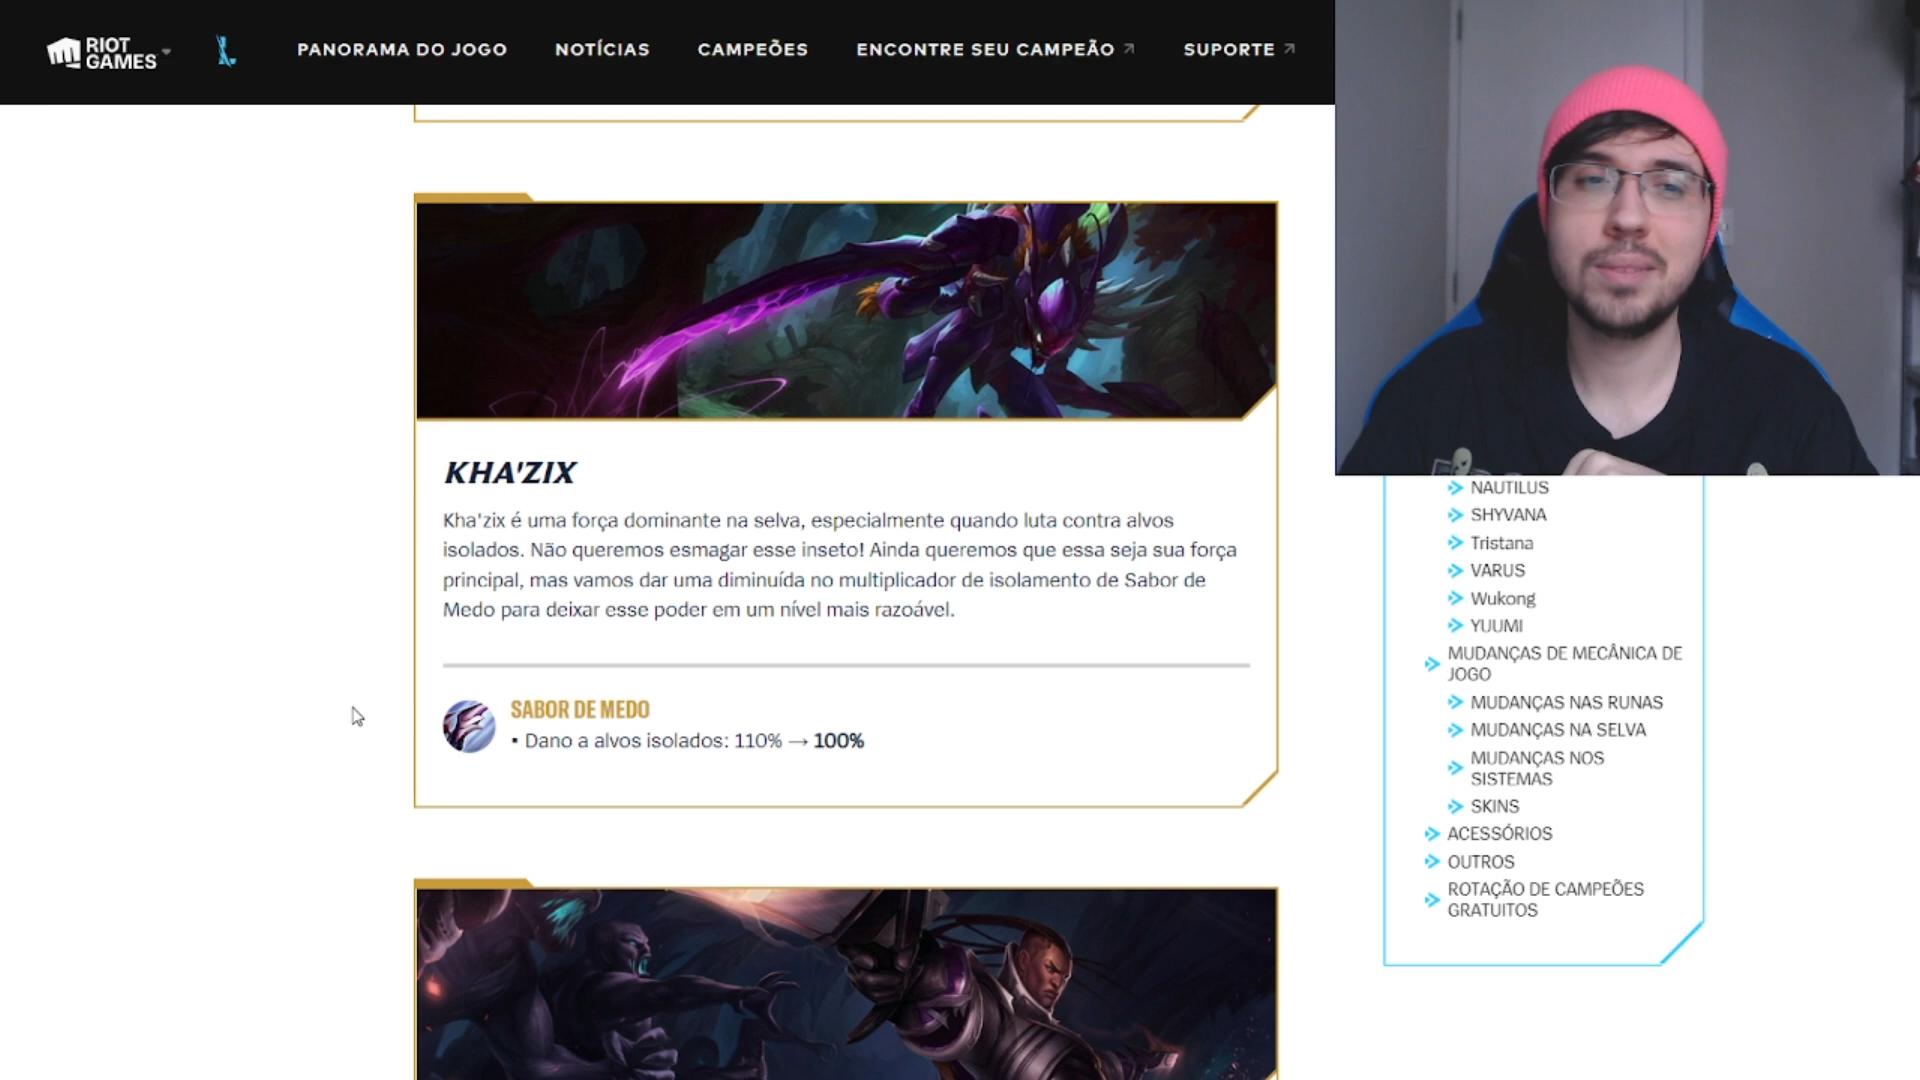 RIOT GAMES
PANORAMA DO JOGO
NOTÍCIAS
CAMPEÕES
ENCONTRE SEU CAMPEÃO
SUPORTE
KHA'ZIX
Kha'zix é uma força dominante na selva, especialmente quando luta contra alvos
isolados. Não queremos esmagar esse inseto! Ainda queremos que essa seja sua força
principal, mas vamos dar uma diminuída no multiplicador de isolamento de Sabor de
Medo para deixar esse poder em um nível mais razoável.
SABOR DE MEDO
▪ Dano a alvos isolados: 110% → 100%
NAUTILUS
SHYVANA
Tristana
VARUS
Wukong
YUUMI
MUDANÇAS DE MECÂNICA DE
JOGO
MUDANÇAS NAS RUNAS
MUDANÇAS NA SELVA
MUDANÇAS NOS
SISTEMAS
SKINS
ACESSÓRIOS
OUTROS
ROTAÇÃO DE CAMPEÕES
GRATUITOS